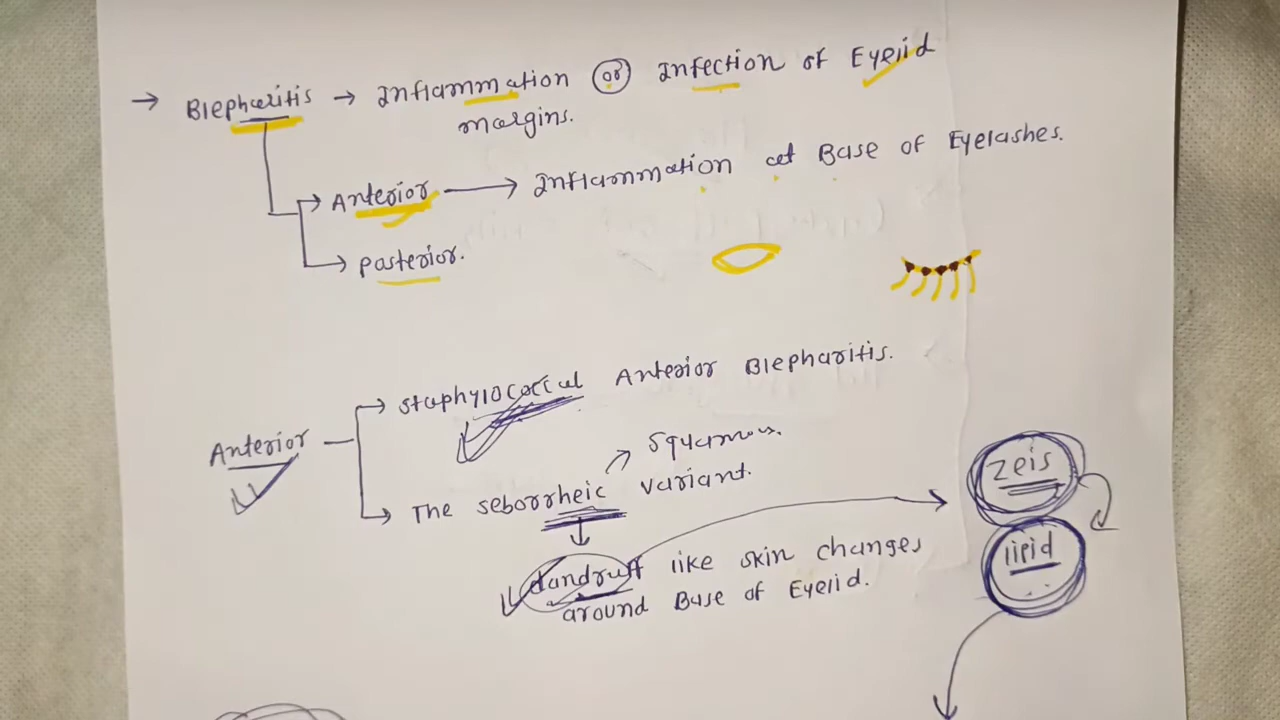 → Blepharitis → Inflammation or Infection of Eyelid
margins.
→ Anterior → Inflammation at Base of Eyelashes.
→ Posterior.
→ Staphylococcal Anterior Blepharitis.
Anterior
→ Squamous.
→ The seborrheic variant.
zeis
↓
dandruff like skin changes
around Base of Eyelid.
lipid